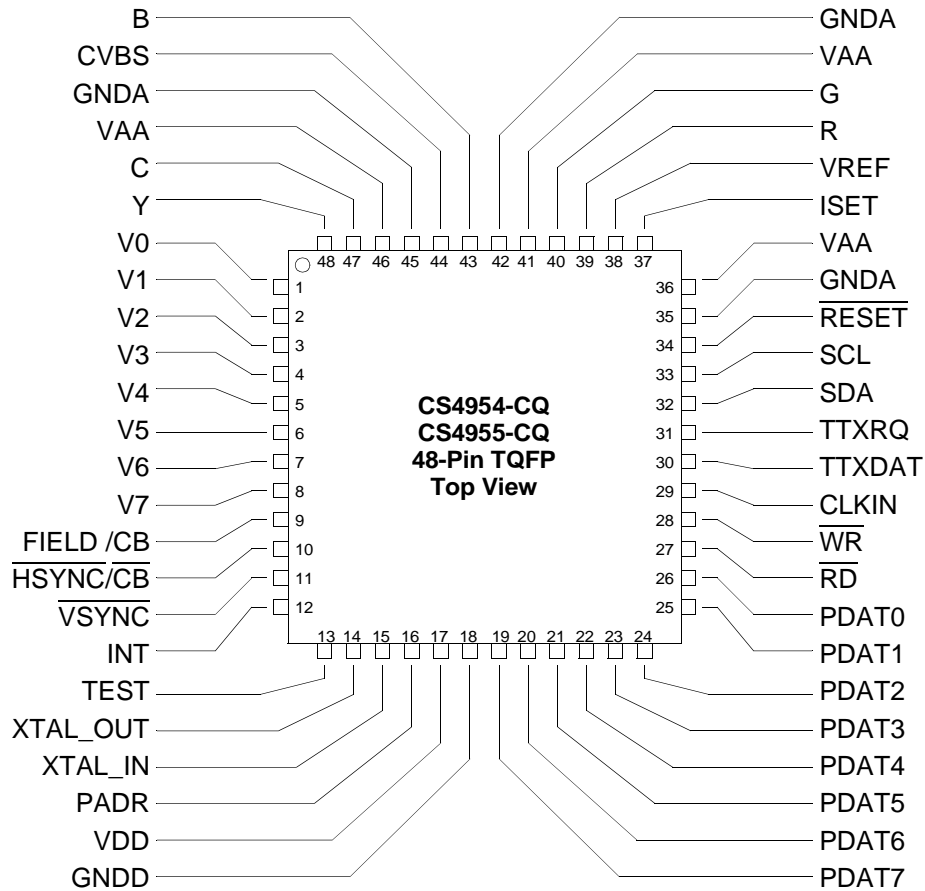 B
CVBS
GNDA
VAA
C
Y
V0
V1
V2
V3
V4
V5
V6
V7
FIELD /CB
HSYNC/CB
VSYNC
INT
TEST
XTAL_OUT
XTAL_IN
PADR
VDD
GNDD
48 47 46 45 44 43 42 41 40 39 38 37
1
2
3
4
5
6
7
8
9
10
11
12
CS4954-CQ
CS4955-CQ
48-Pin TQFP
Top View
36
35
34
33
32
31
30
29
28
27
26
25
13 14 15 16 17 18 19 20 21 22 23 24
GNDA
VAA
G
R
VREF
ISET
VAA
GNDA
RESET
SCL
SDA
TTXRQ
TTXDAT
CLKIN
WR
RD
PDAT0
PDAT1
PDAT2
PDAT3
PDAT4
PDAT5
PDAT6
PDAT7